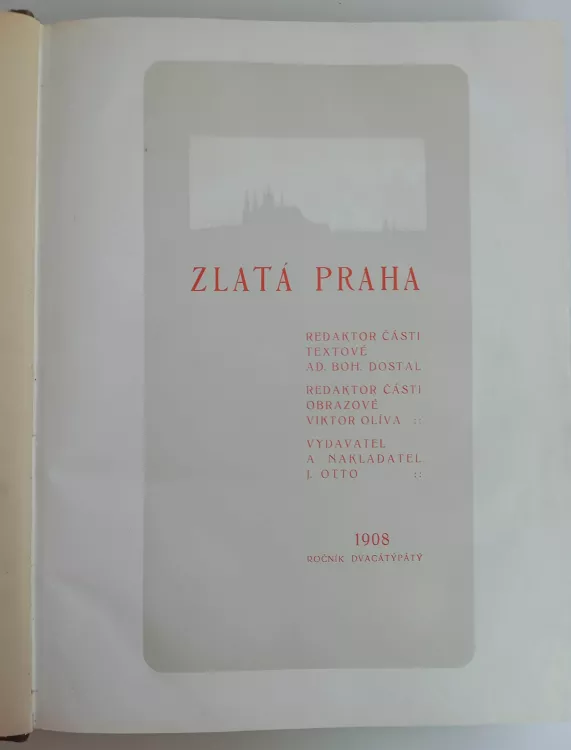 ZLATÁ PRAHA
REDAKTOR ČÁSTI
TEXTOVÉ
AD. BOH. DOSTAL
REDAKTOR ČÁSTI
OBRAZOVÉ
VIKTOR OLÍVA ::
VYDAVATEL
A NAKLADATEL
J. OTTO ::
1908
ROČNÍK DVACÁTÝPÁTÝ